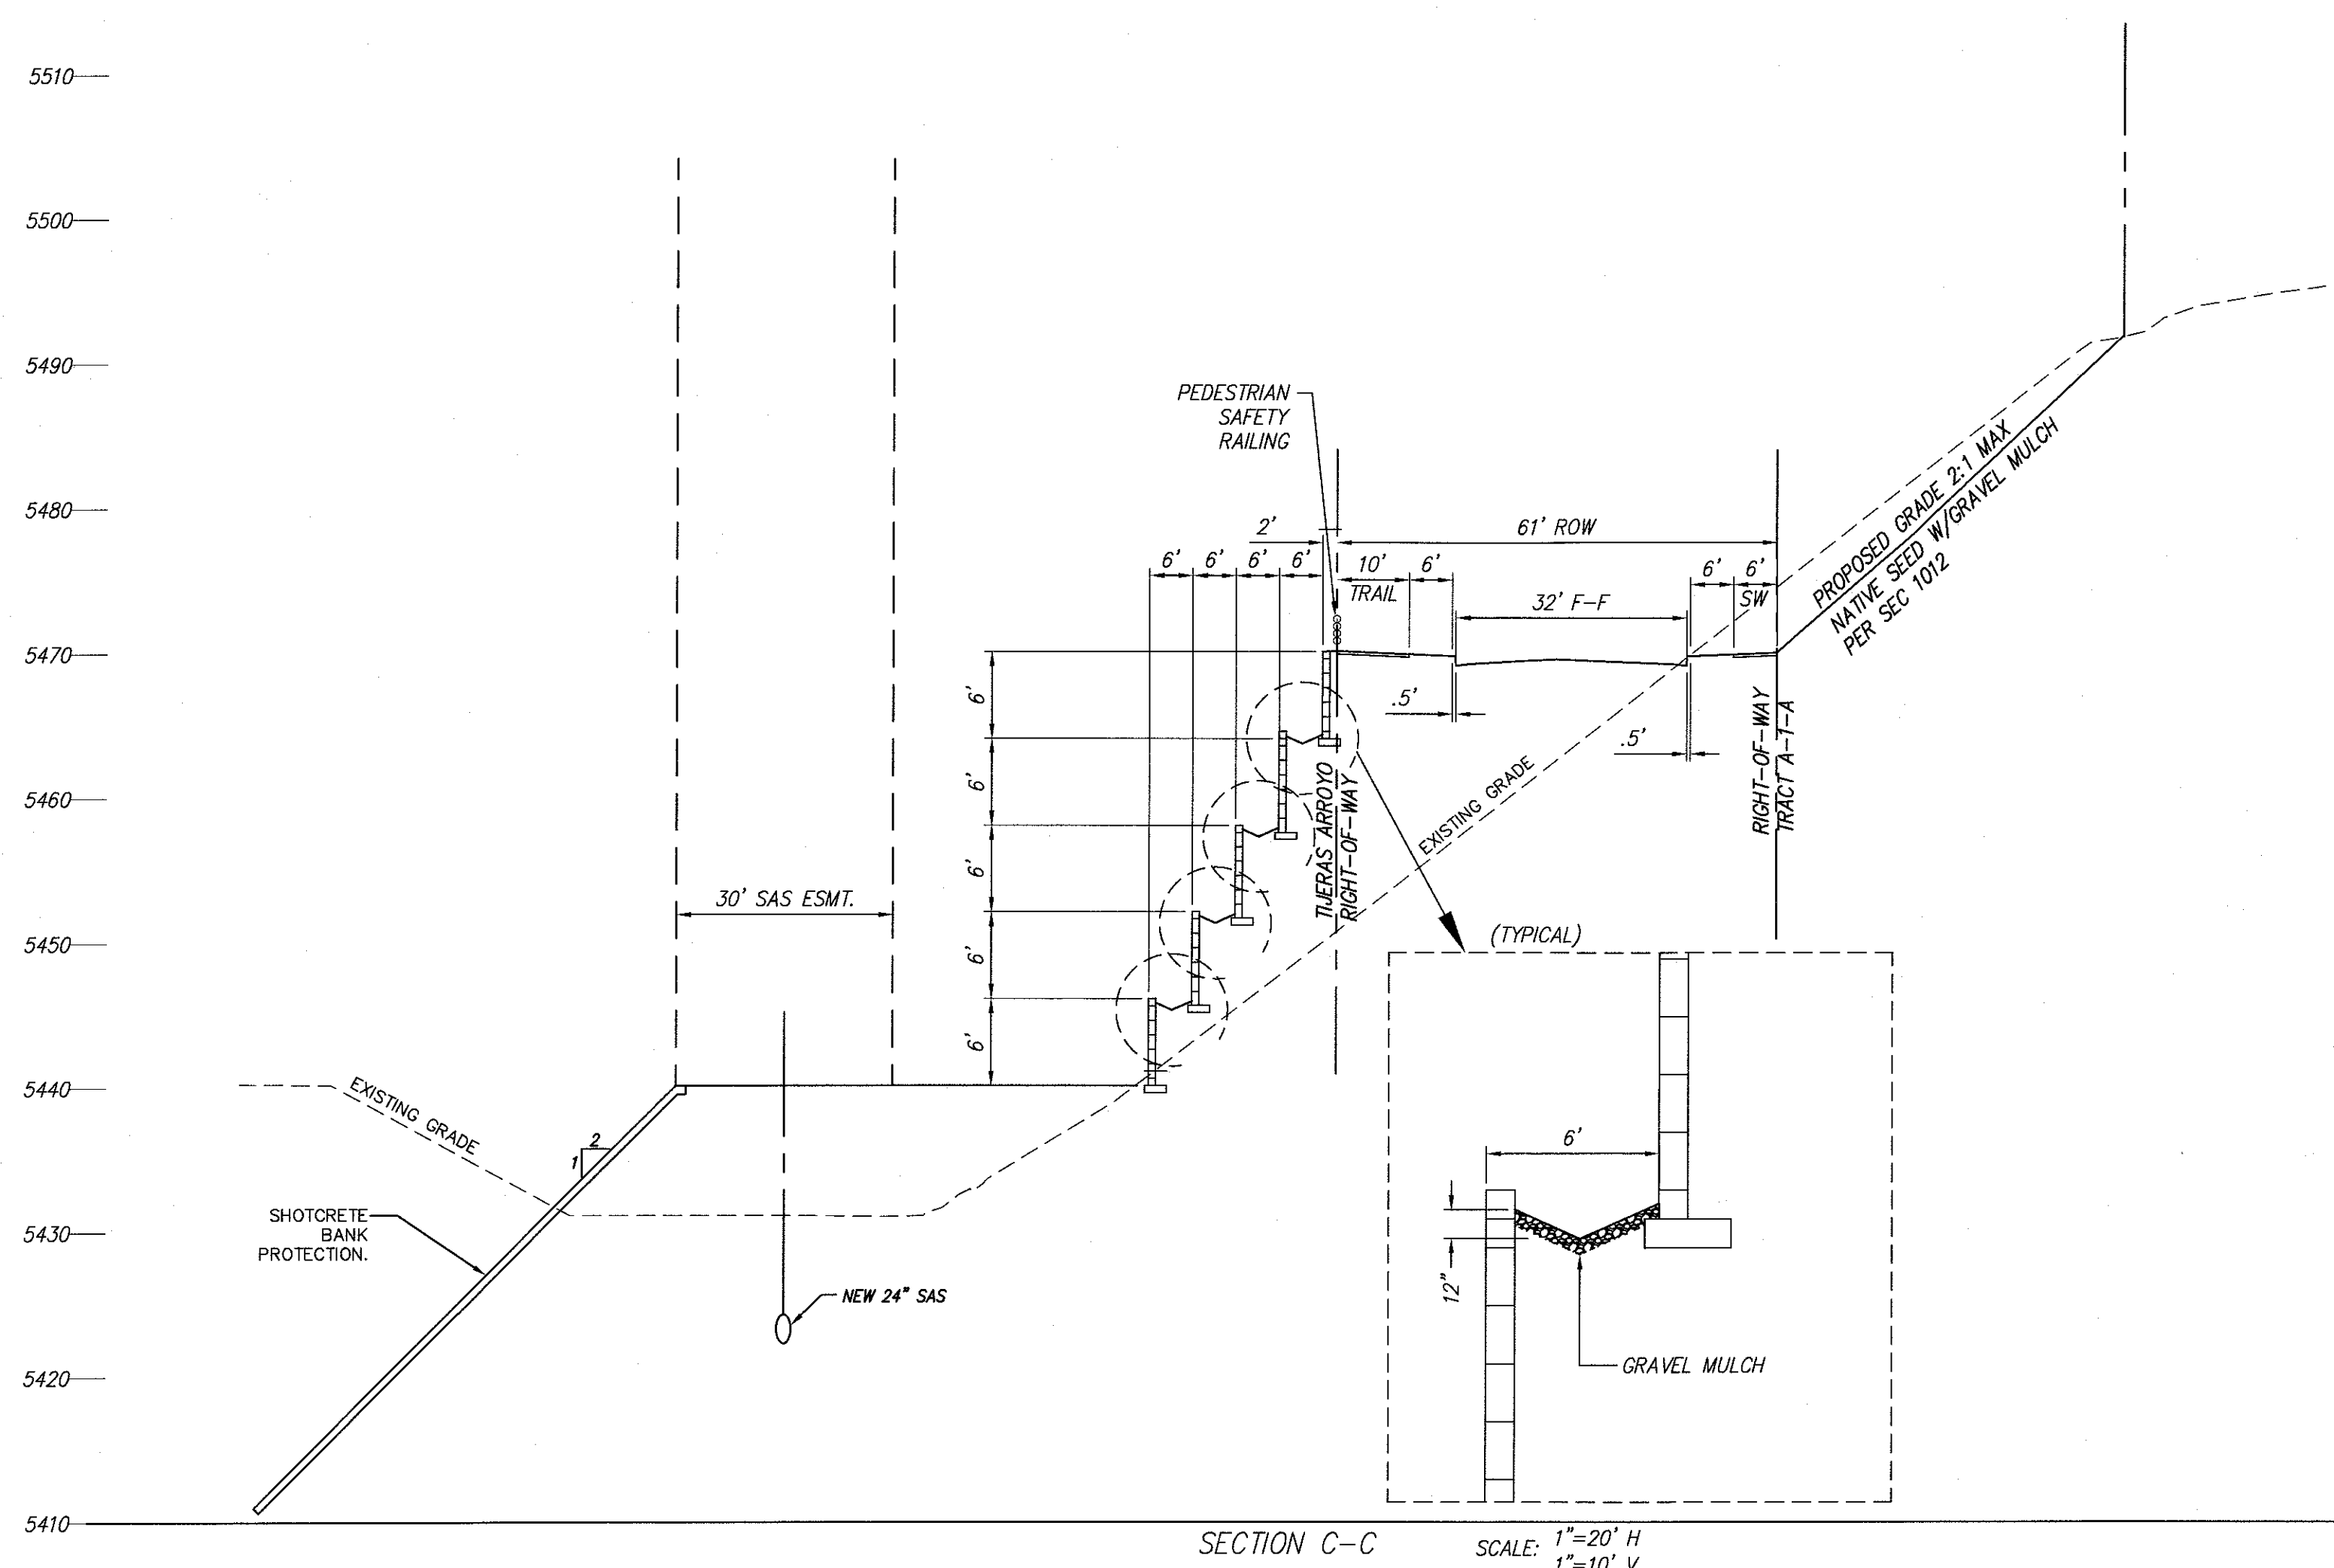 5510
5500
5490
5480
5470
5460
5450
5440
5430
5420
5410
PEDESTRIAN
SAFETY
RAILING
2'
61' ROW
6'
6'
6'
6'
10'
TRAIL
6'
32' F-F
6'
6'
SW
.5'
.5'
PROPOSED GRADE 2:1 MAX
NATIVE SEED W/GRAVEL MULCH
PER SEC 1012
6'
6'
6'
6'
6'
TIJERAS ARROYO
RIGHT-OF-WAY
EXISTING GRADE
RIGHT-OF-WAY
TRACT A-1-A
30' SAS ESMT.
EXISTING GRADE
2
1
SHOTCRETE
BANK
PROTECTION.
NEW 24" SAS
(TYPICAL)
6'
12"
GRAVEL MULCH
SECTION C-C
SCALE: 1"=20' H
1"=10' V